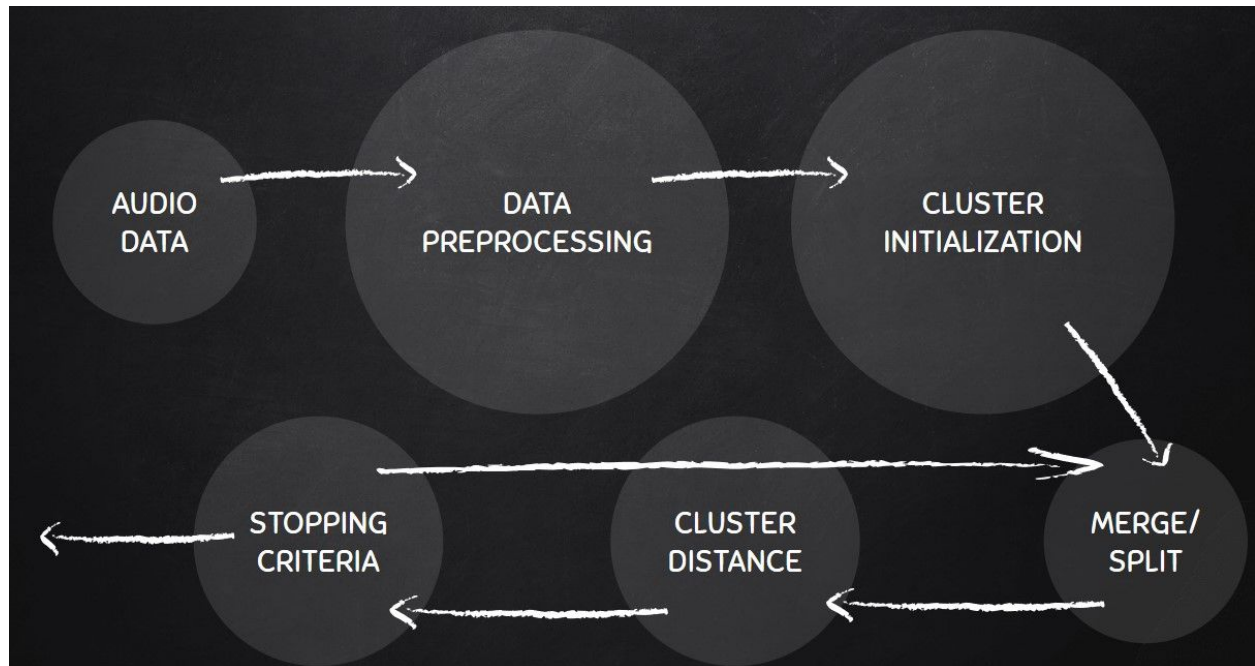 AUDIO
DATA
DATA
PREPROCESSING
CLUSTER
INITIALIZATION
STOPPING
CRITERIA
CLUSTER
DISTANCE
MERGE/
SPLIT